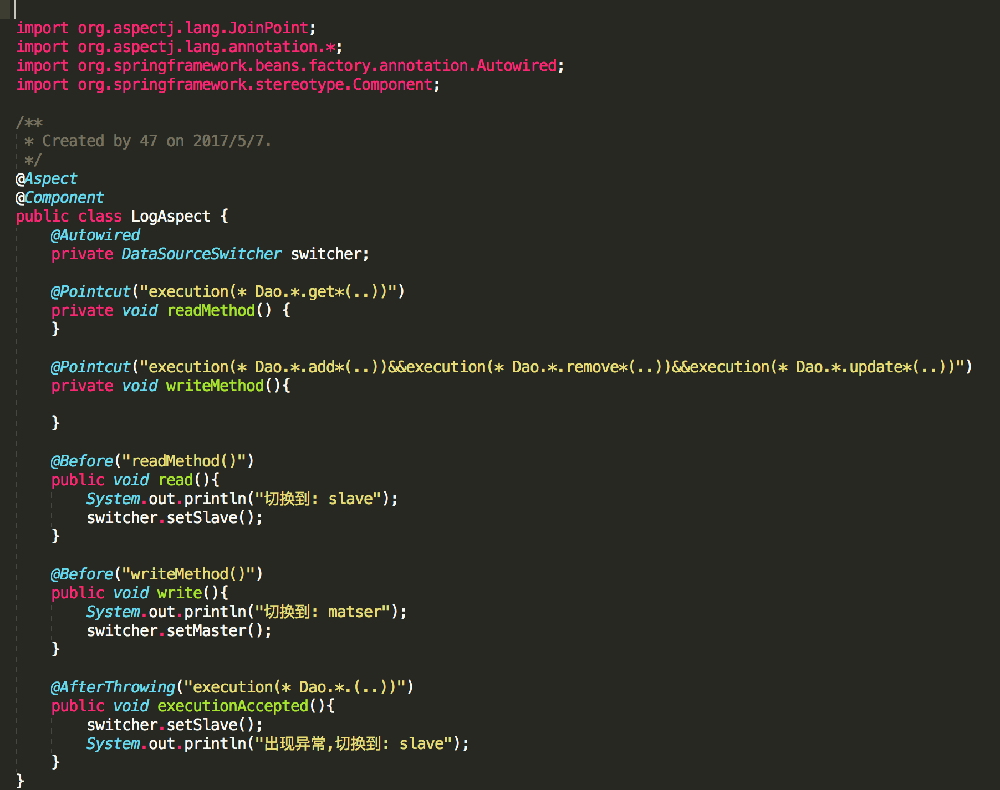 import org.aspectj.lang.JoinPoint;
import org.aspectj.lang.annotation.*;
import org.springframework.beans.factory.annotation.Autowired;
import org.springframework.stereotype.Component;

/**
 * Created by 47 on 2017/5/7.
 */
@Aspect
@Component
public class LogAspect {
    @Autowired
    private DataSourceSwitcher switcher;

    @Pointcut("execution(* Dao.*.get*(..))")
    private void readMethod() {
    }

    @Pointcut("execution(* Dao.*.add*(..))&&execution(* Dao.*.remove*(..))&&execution(* Dao.*.update*(..))")
    private void writeMethod(){

    }

    @Before("readMethod()")
    public void read(){
        System.out.println("切换到: slave");
        switcher.setSlave();
    }

    @Before("writeMethod()")
    public void write(){
        System.out.println("切换到: matser");
        switcher.setMaster();
    }

    @AfterThrowing("execution(* Dao.*.(..))")
    public void executionAccepted(){
        switcher.setSlave();
        System.out.println("出现异常,切换到: slave");
    }
}